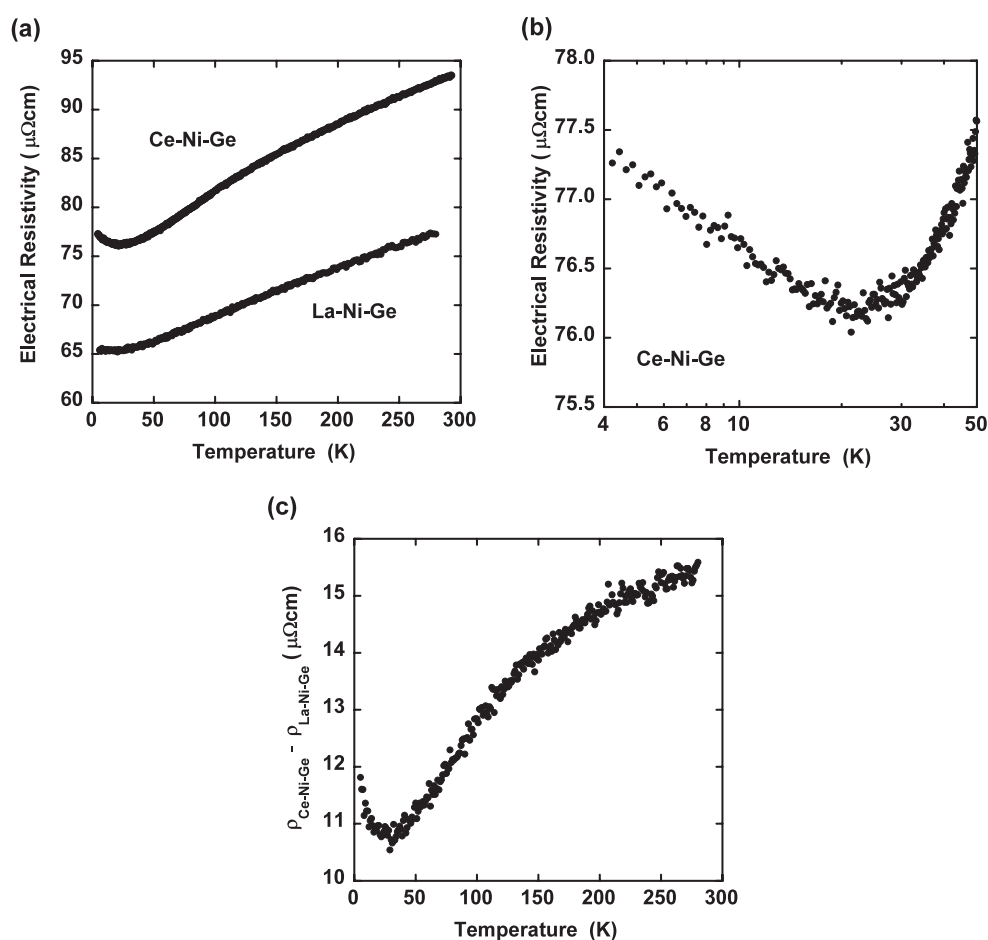 (a)
95
90
85
80
75
70
65
60
Electrical Resistivity ( μΩcm)
Ce-Ni-Ge
La-Ni-Ge
0 50 100 150 200 250 300
Temperature (K)
(b)
78.0
77.5
77.0
76.5
76.0
75.5
Electrical Resistivity ( μΩcm)
Ce-Ni-Ge
4 6 8 10 30 50
Temperature (K)
(c)
16
15
14
13
12
11
10
ρCe-Ni-Ge - ρLa-Ni-Ge ( μΩcm)
0 50 100 150 200 250 300
Temperature (K)